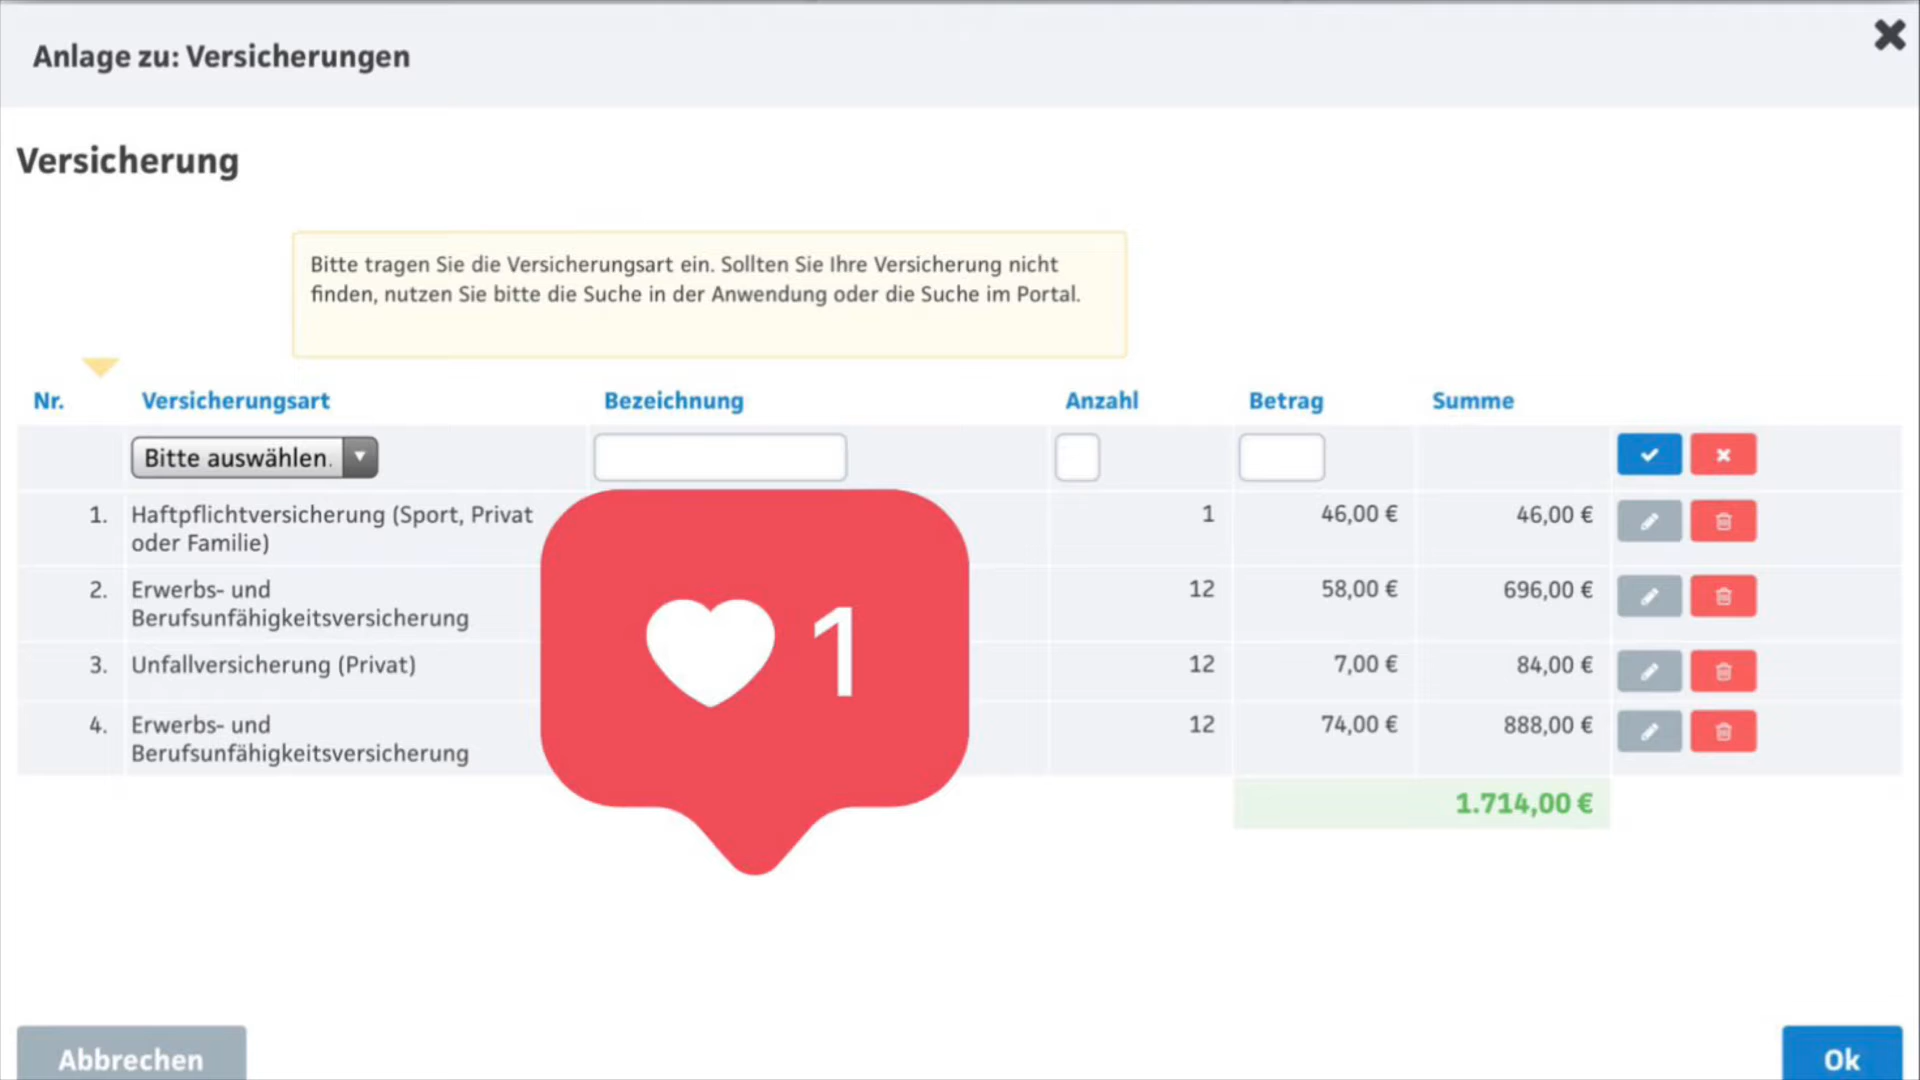 Anlage zu: Versicherungen
Versicherung
Bitte tragen Sie die Versicherungsart ein. Sollten Sie Ihre Versicherung nicht
finden, nutzen Sie bitte die Suche in der Anwendung oder die Suche im Portal.
Nr. Versicherungsart Bezeichnung Anzahl Betrag Summe
Bitte auswählen.
1. Haftpflichtversicherung (Sport, Privat 1 46,00 € 46,00 €
oder Familie)
2. Erwerbs- und 12 58,00 € 696,00 €
Berufsunfähigkeitsversicherung
3. Unfallversicherung (Privat) 12 7,00 € 84,00 €
1
4. Erwerbs- und 12 74,00 € 888,00 €
Berufsunfähigkeitsversicherung
1.714,00 €
Abbrechen Ok